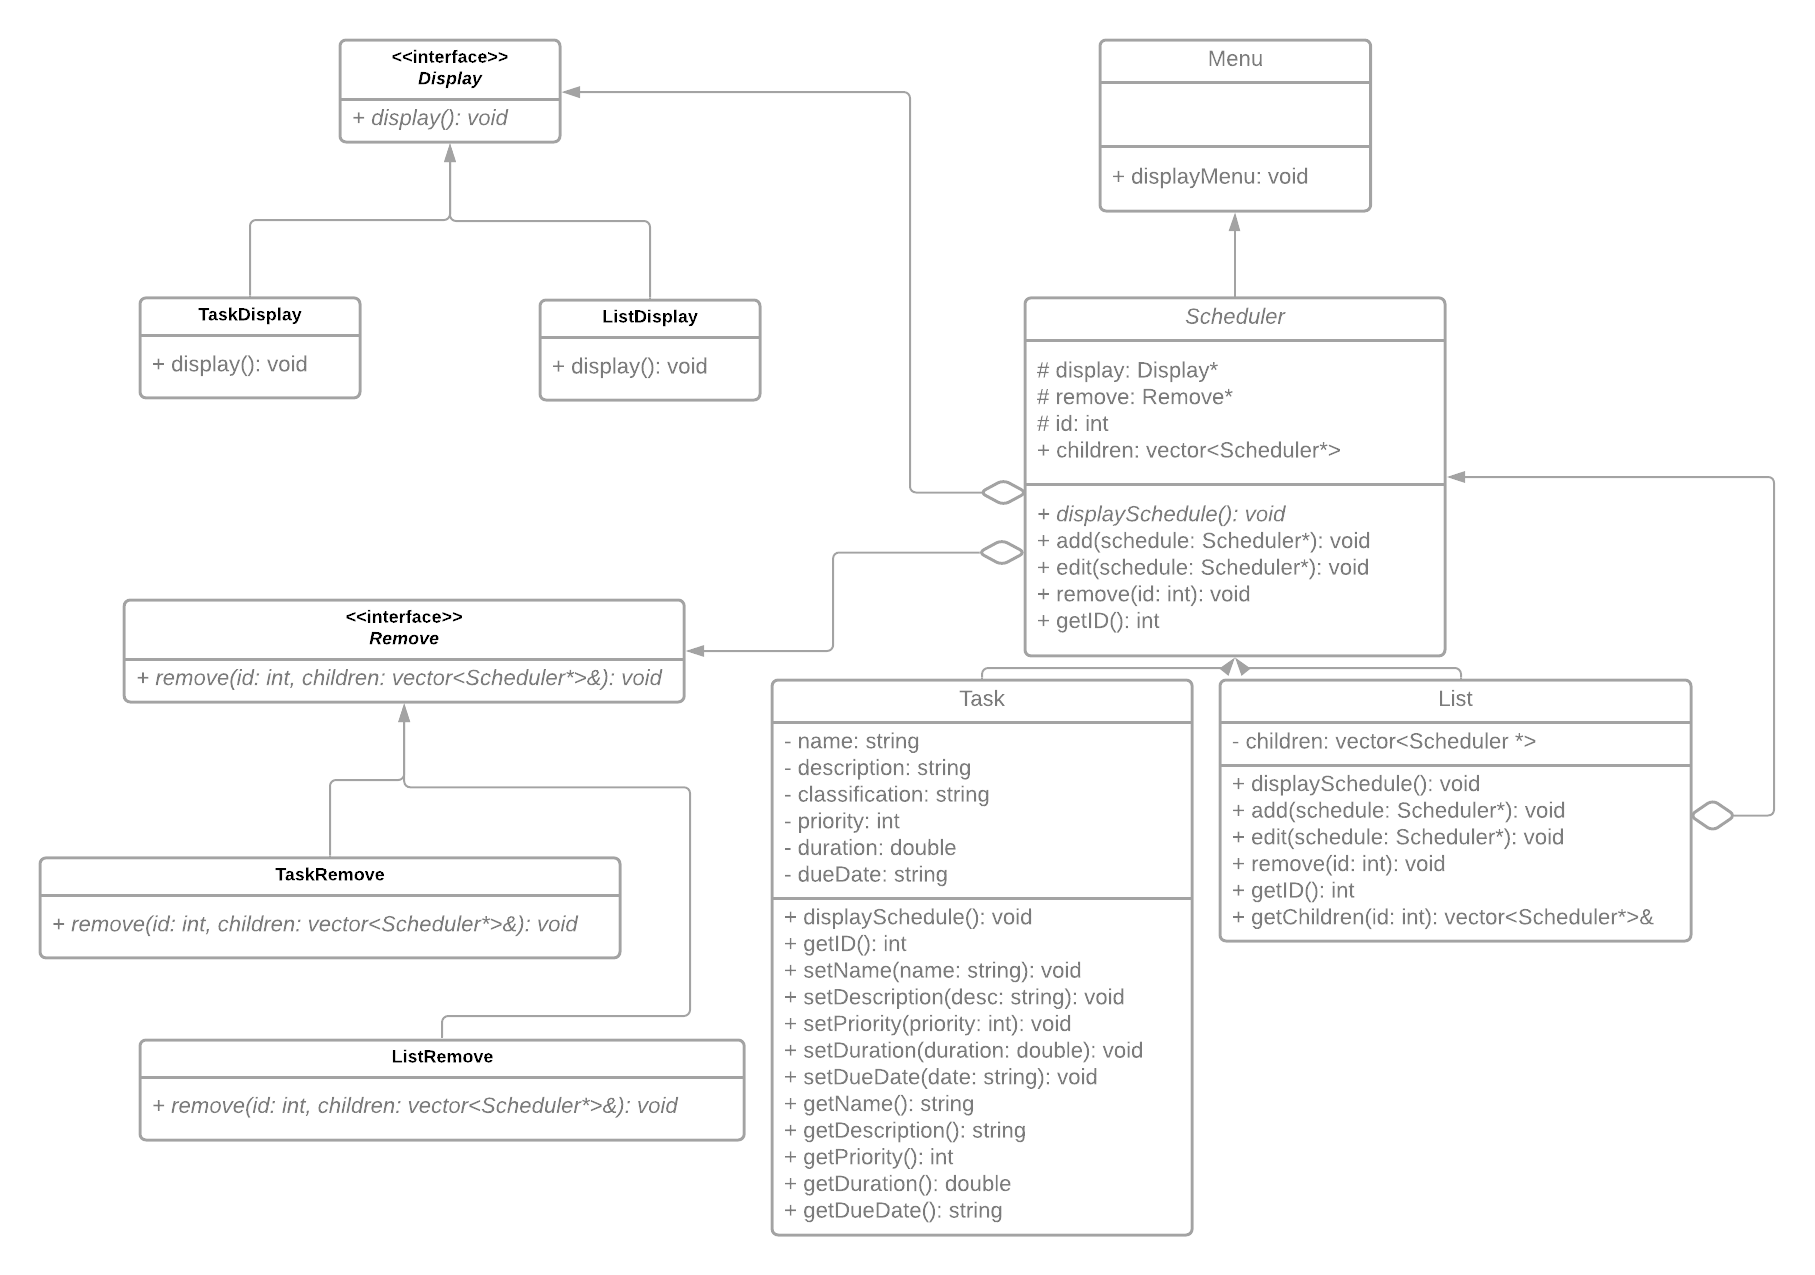 <<interface>>
Display
+ display(): void
Menu
+ displayMenu: void
TaskDisplay
+ display(): void
ListDisplay
+ display(): void
Scheduler
# display: Display*
# remove: Remove*
# id: int
+ children: vector<Scheduler*>
+ displaySchedule(): void
+ add(schedule: Scheduler*): void
+ edit(schedule: Scheduler*): void
+ remove(id: int): void
+ getID(): int
<<interface>>
Remove
+ remove(id: int, children: vector<Scheduler*>&): void
TaskRemove
+ remove(id: int, children: vector<Scheduler*>&): void
ListRemove
+ remove(id: int, children: vector<Scheduler*>&): void
Task
- name: string
- description: string
- classification: string
- priority: int
- duration: double
- dueDate: string
+ displaySchedule(): void
+ getID(): int
+ setName(name: string): void
+ setDescription(desc: string): void
+ setPriority(priority: int): void
+ setDuration(duration: double): void
+ setDueDate(date: string): void
+ getName(): string
+ getDescription(): string
+ getPriority(): int
+ getDuration(): double
+ getDueDate(): string
List
- children: vector<Scheduler *>
+ displaySchedule(): void
+ add(schedule: Scheduler*): void
+ edit(schedule: Scheduler*): void
+ remove(id: int): void
+ getID(): int
+ getChildren(id: int): vector<Scheduler*>&